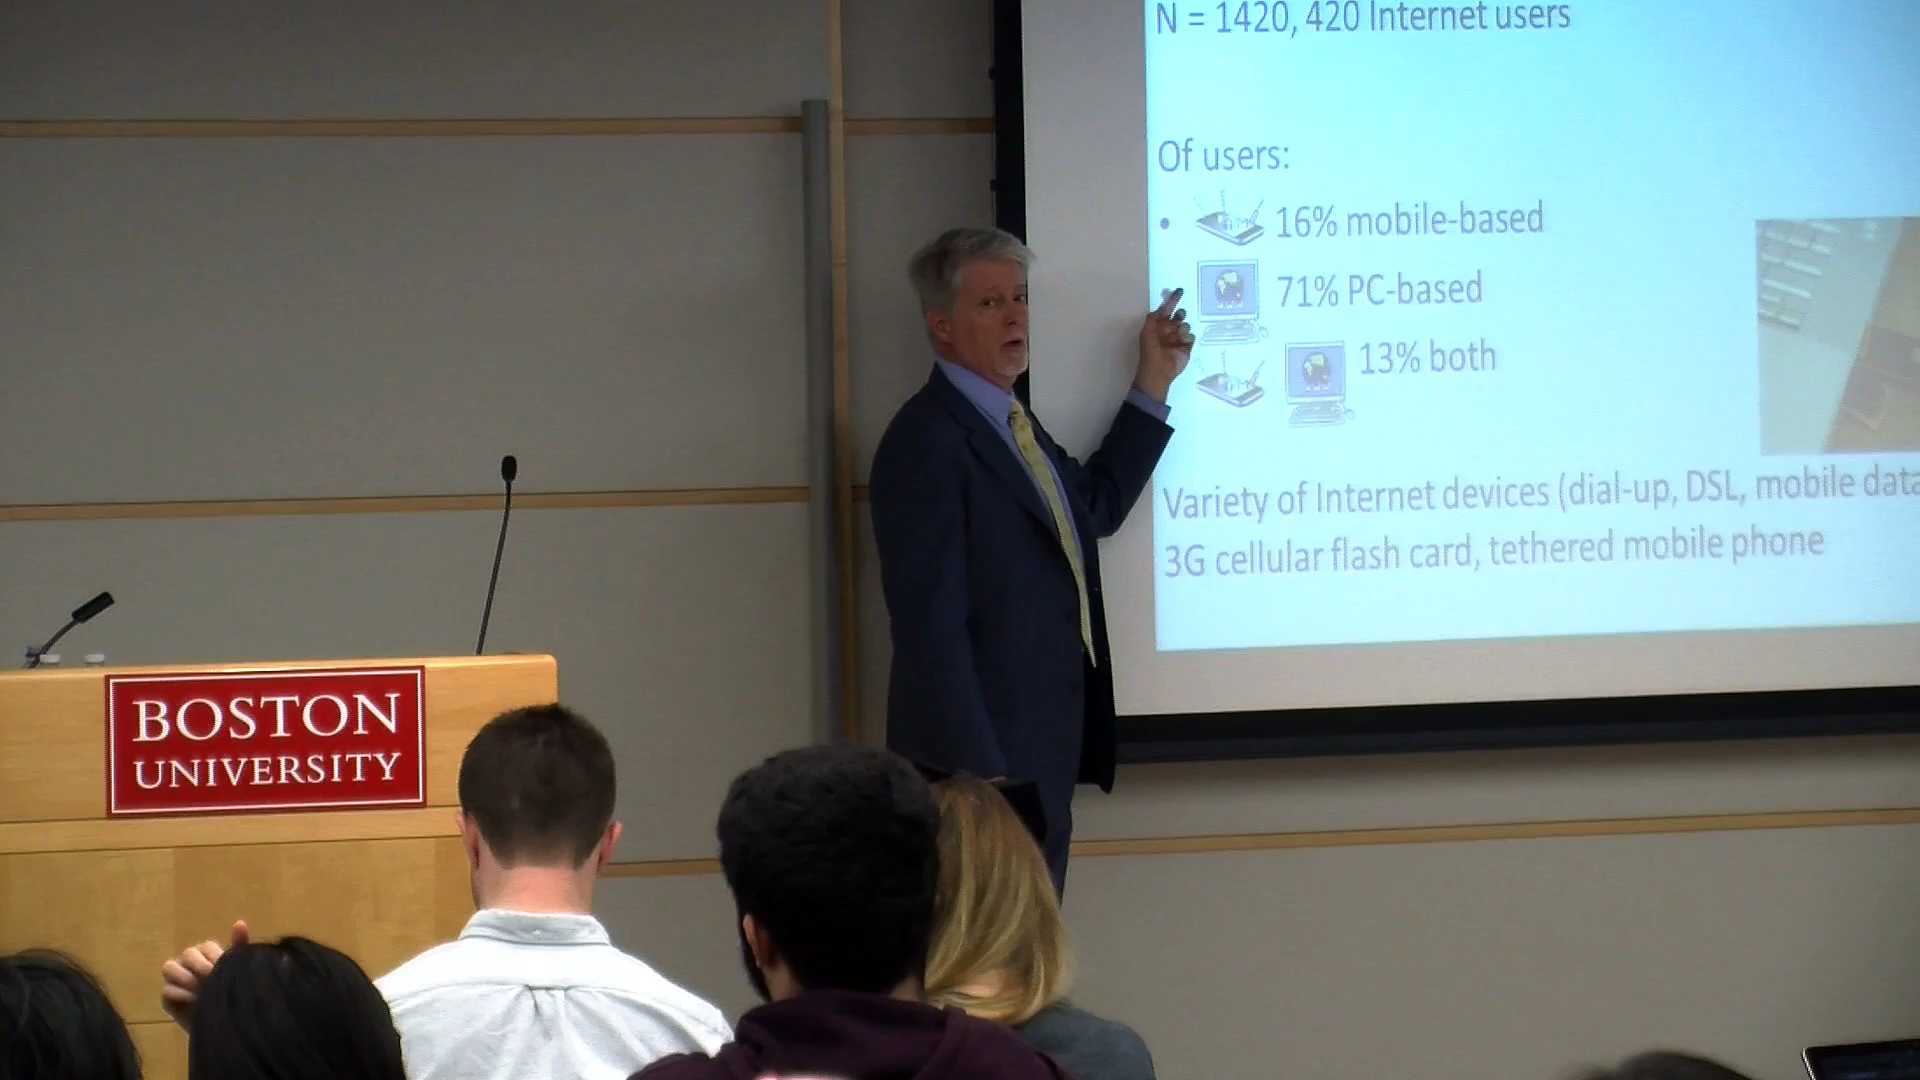 N = 1420, 420 Internet users
Of users:
• 16% mobile-based
• 71% PC-based
13% both
Variety of Internet devices (dial-up, DSL, mobile data
3G cellular flash card, tethered mobile phone
BOSTON
UNIVERSITY